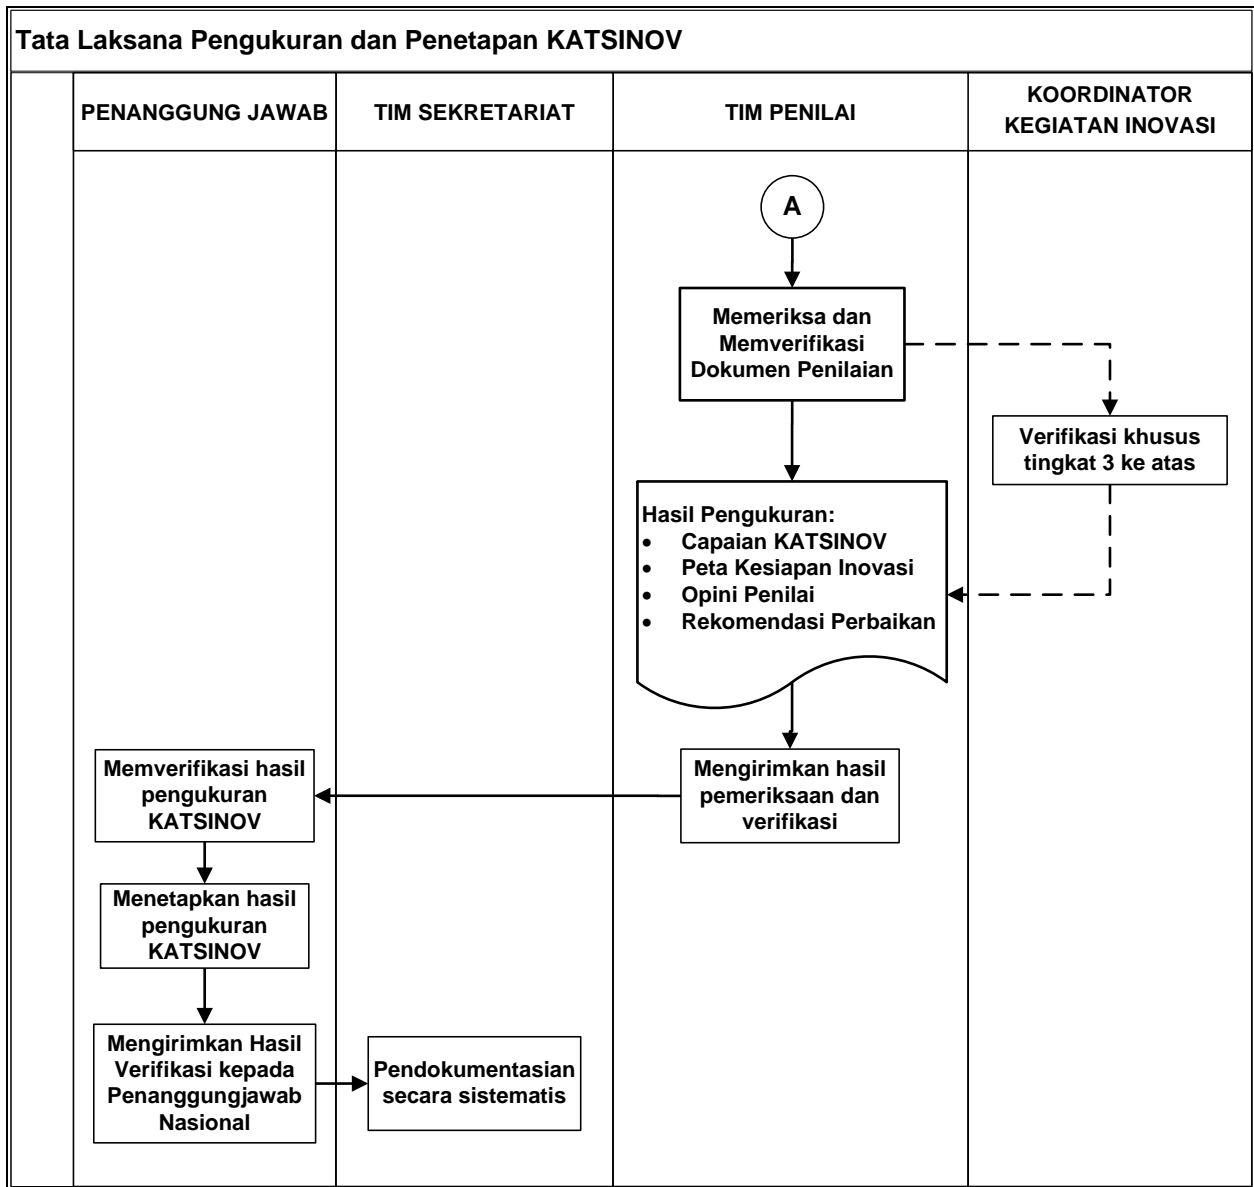 Tata Laksana Pengukuran dan Penetapan KATSINOV
PENANGGUNG JAWAB
TIM SEKRETARIAT
TIM PENILAI
KOORDINATOR
KEGIATAN INOVASI
A
Memeriksa dan
Memverifikasi
Dokumen Penilaian
Verifikasi khusus
tingkat 3 ke atas
Hasil Pengukuran:
• Capaian KATSINOV
• Peta Kesiapan Inovasi
• Opini Penilai
• Rekomendasi Perbaikan
Mengirimkan hasil
pemeriksaan dan
verifikasi
Memverifikasi hasil
pengukuran
KATSINOV
Menetapkan hasil
pengukuran
KATSINOV
Mengirimkan Hasil
Verifikasi kepada
Penanggungjawab
Nasional
Pendokumentasian
secara sistematis